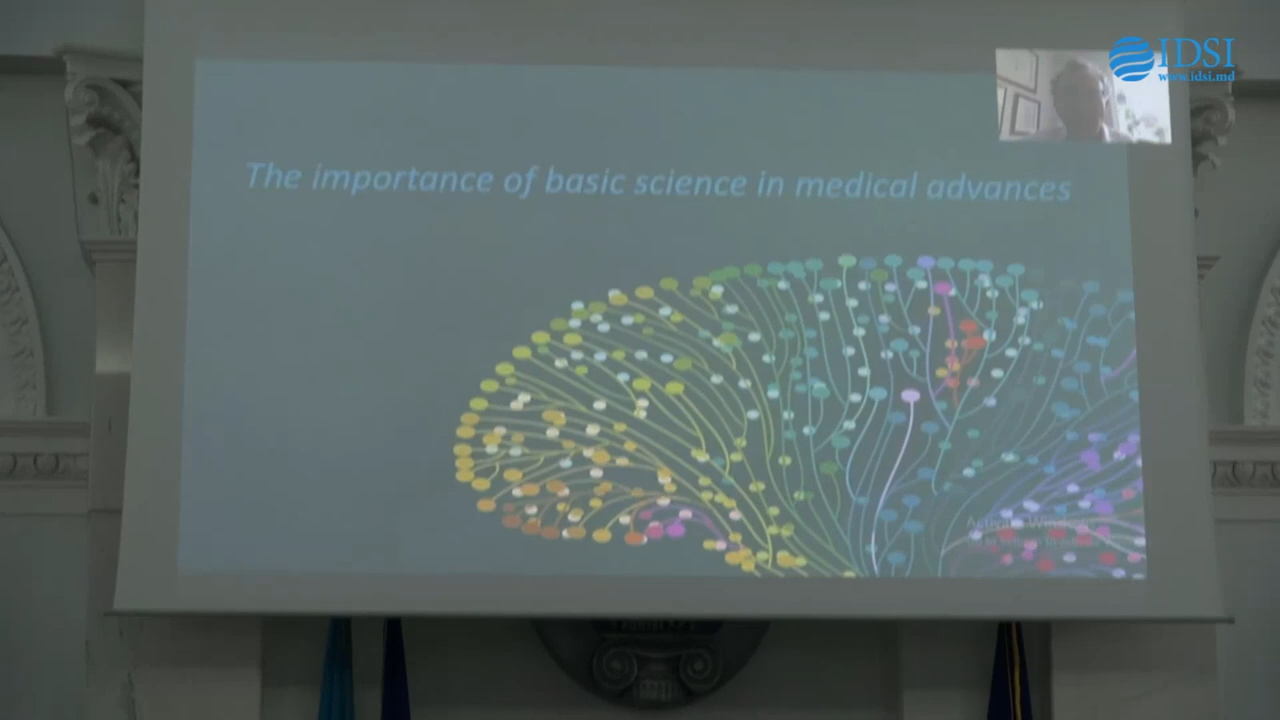 IDSI
www.idsi.md
The importance of basic science in medical advances